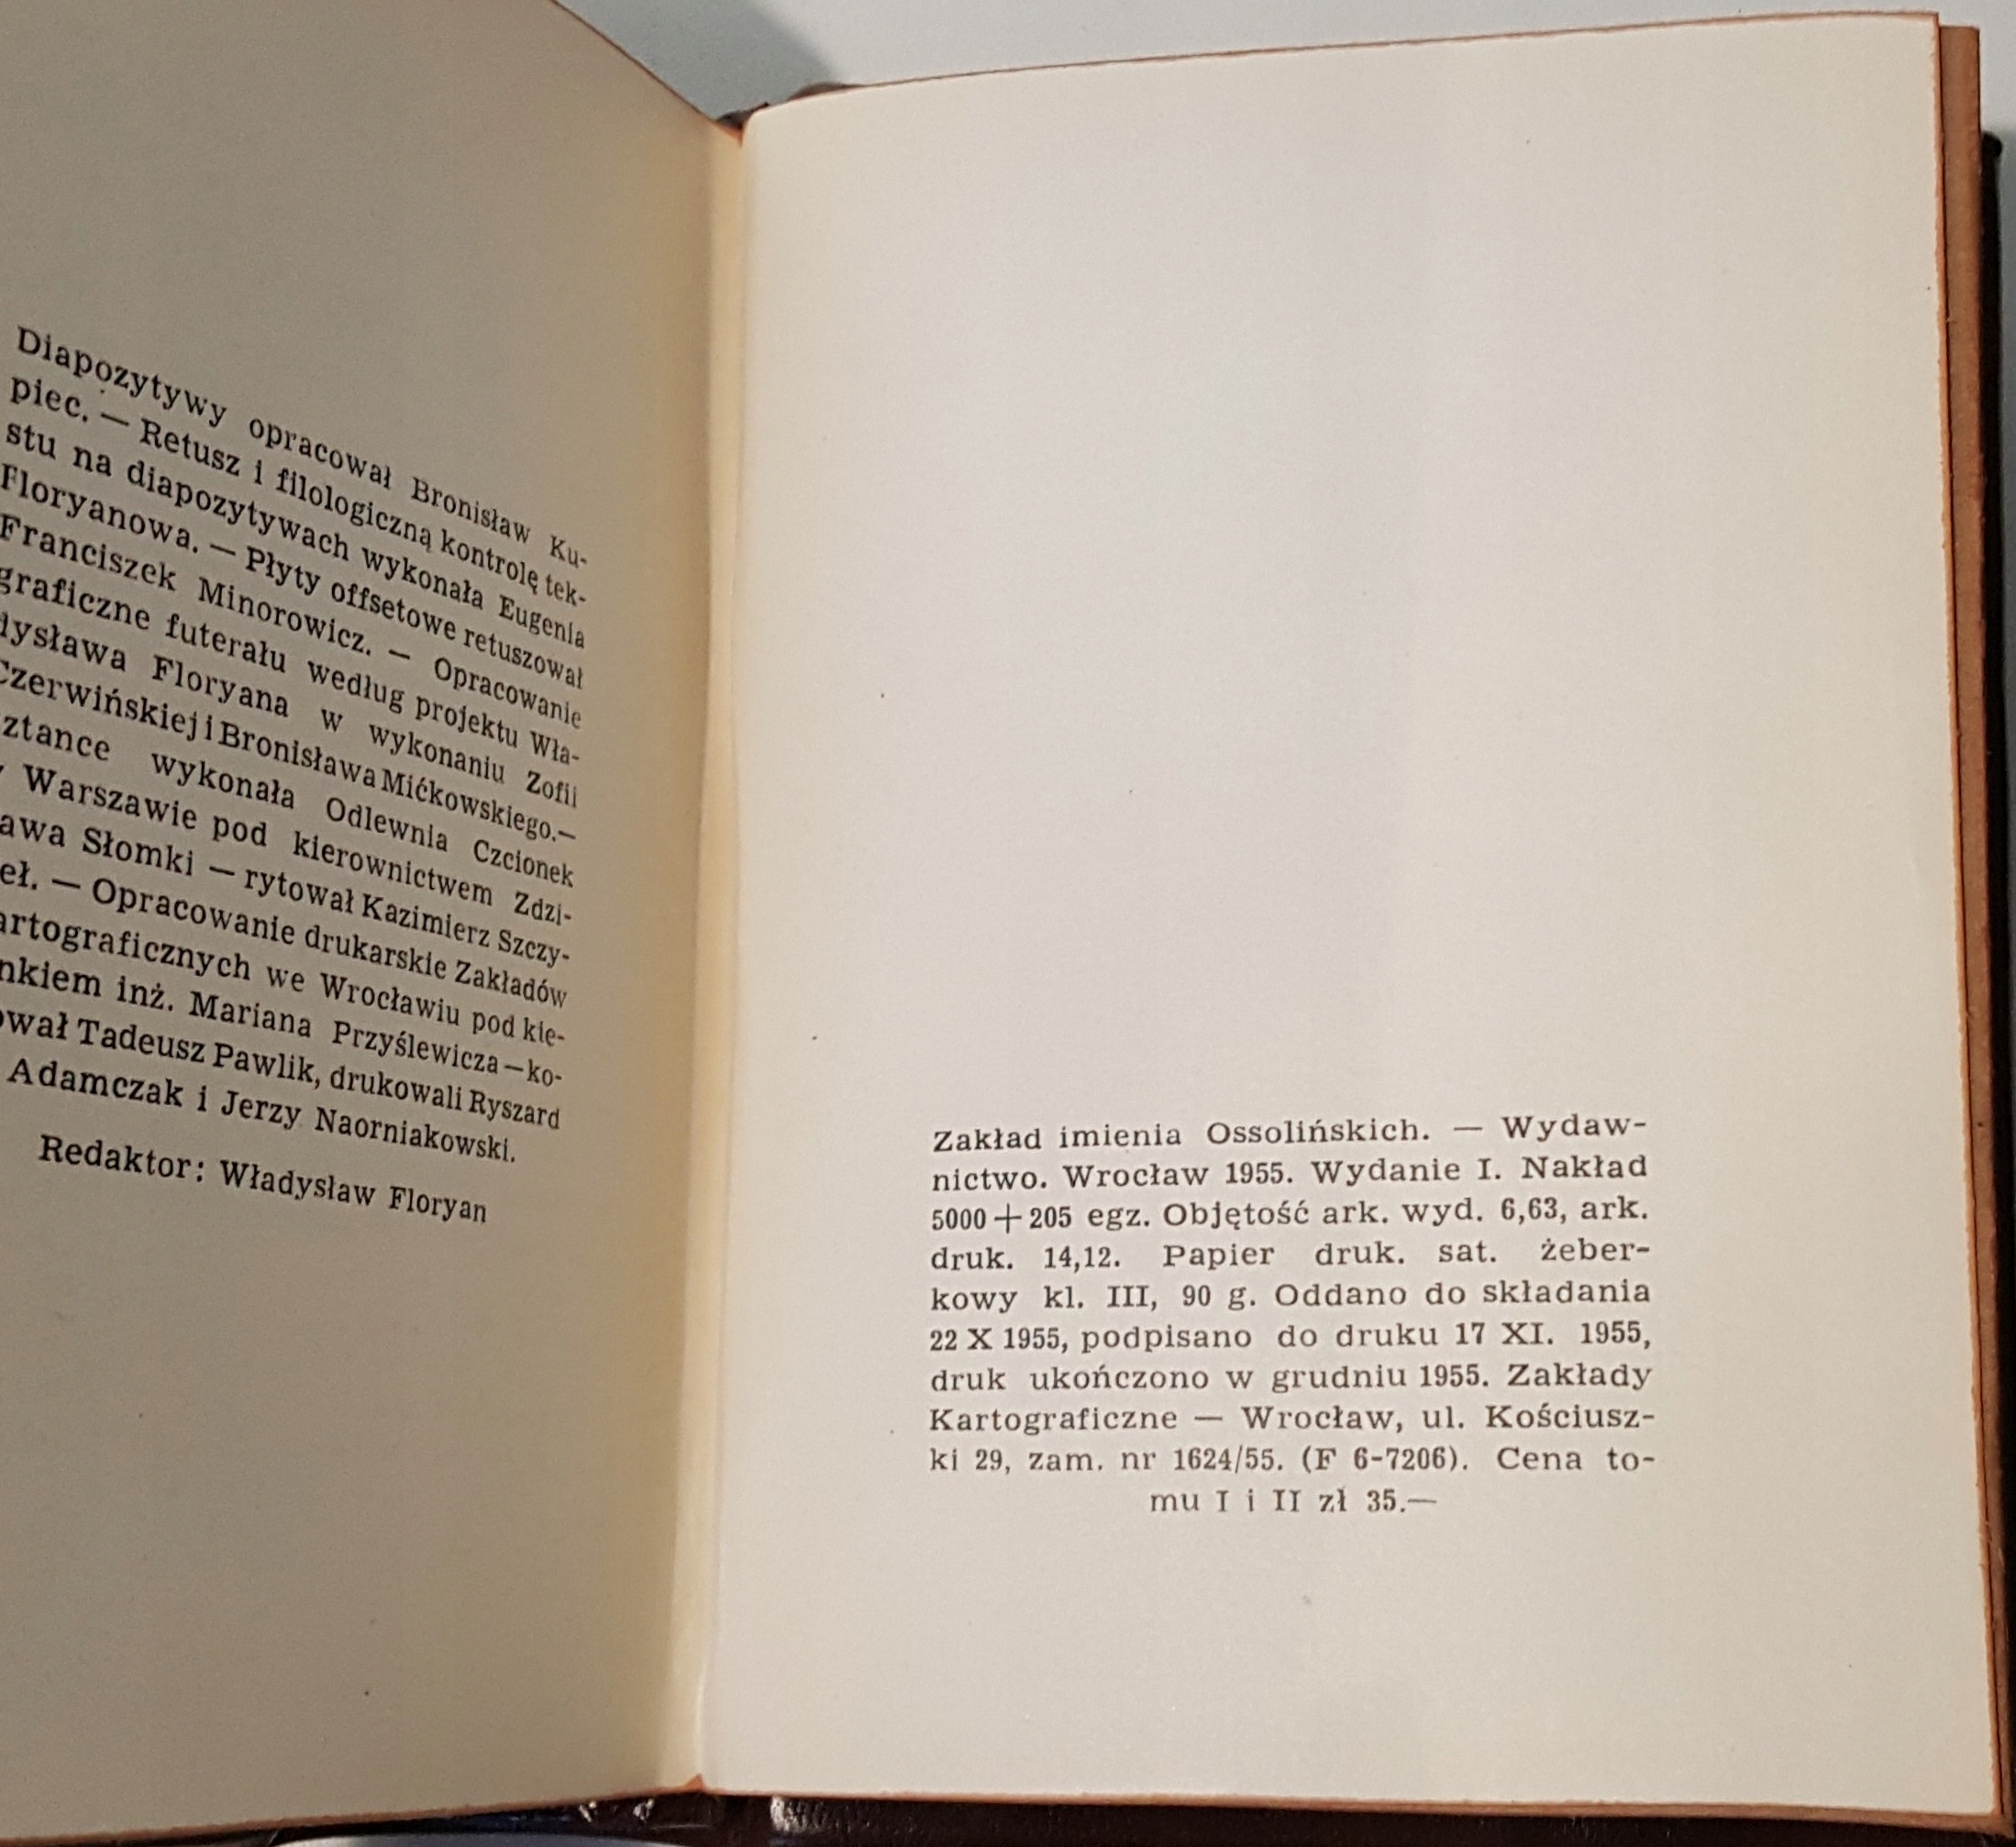 Diapozytywy opracował Bronisław Ku-
piec. — Retusz i filologiczną kontrolę tek-
stu na diapozytywach wykonała Eugenia
Floryanowa. — Płyty offsetowe retuszował
Franciszek Minorowicz. — Opracowanie
graficzne futerału według projektu Wła-
dysława Floryana w wykonaniu Zofii
Czerwińskiej i Bronisława Mićkowskiego.—
sztance wykonała Odlewnia Czcionek
w Warszawie pod kierownictwem Zdzi-
sława Słomki — rytował Kazimierz Szczy-
geł. — Opracowanie drukarskie Zakładów
Kartograficznych we Wrocławiu pod kie-
runkiem inż. Mariana Przyślewicza — ko-
Tadeusz Pawlik, drukowali Ryszard
Adamczak i Jerzy Naorniakowski.
Redaktor: Władysław Floryan
Zakład imienia Ossolińskich. — Wydaw-
nictwo. Wrocław 1955. Wydanie I. Nakład
5000 + 205 egz. Objętość ark. wyd. 6,63, ark.
druk. 14,12. Papier druk. sat. żeber-
kowy kl. III, 90 g. Oddano do składania
22 X 1955, podpisano do druku 17 XI. 1955,
druk ukończono w grudniu 1955. Zakłady
Kartograficzne — Wrocław, ul. Kościusz-
ki 29, zam. nr 1624/55. (F 6-7206). Cena to-
mu I i II zł 35.—